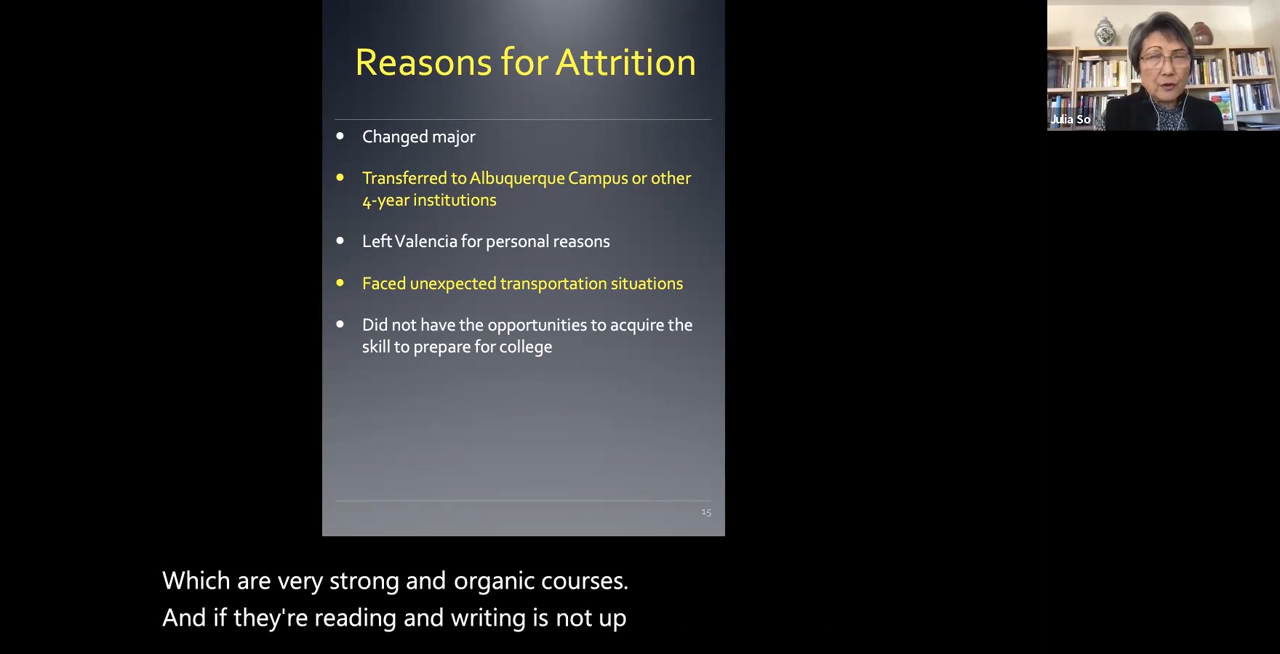 Reasons for Attrition
Julia So
• Changed major
• Transferred to Albuquerque Campus or other
4-year institutions
• Left Valencia for personal reasons
• Faced unexpected transportation situations
• Did not have the opportunities to acquire the
skill to prepare for college
15
Which are very strong and organic courses.
And if they're reading and writing is not up